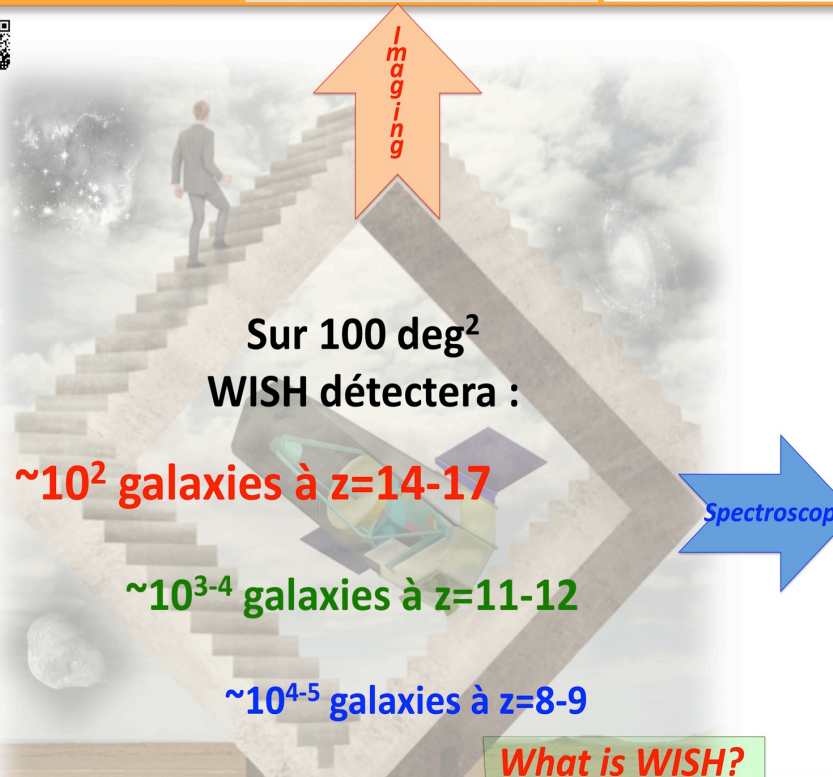 Imaging
Sur 100 deg²
WISH détectera :
~10² galaxies à z=14-17
~10³⁻⁴ galaxies à z=11-12
Spectroscop
~10⁴⁻⁵ galaxies à z=8-9
What is WISH?